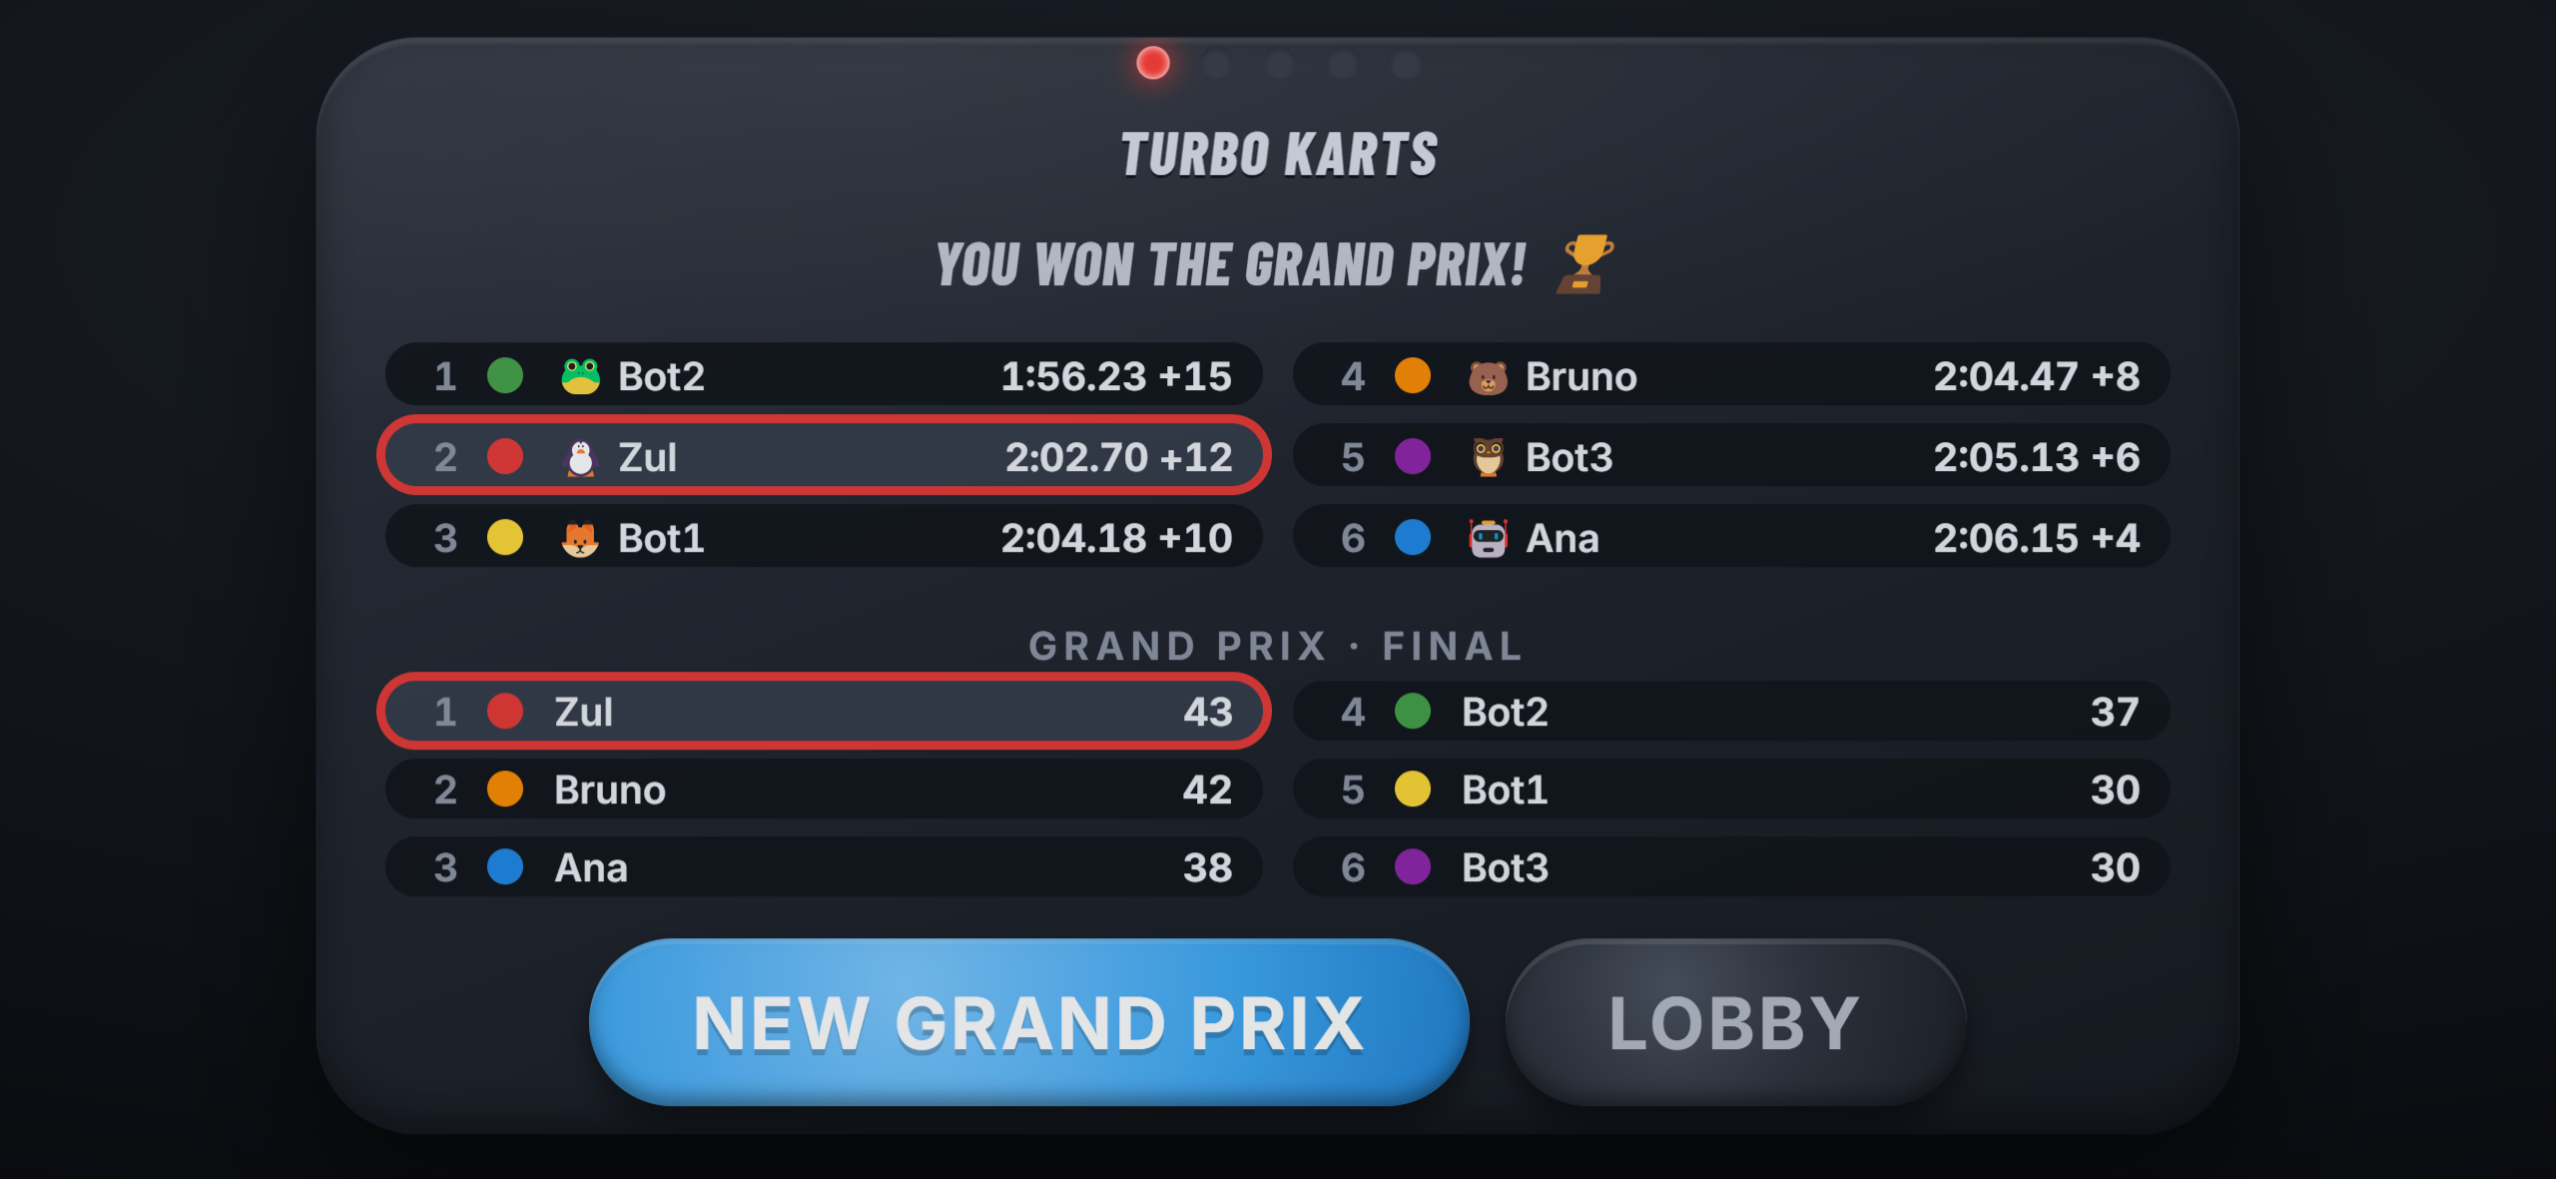 TURBO KARTS
YOU WON THE GRAND PRIX!
1 Bot2 1:56.23 +15
2 Zul 2:02.70 +12
3 Bot1 2:04.18 +10
4 Bruno 2:04.47 +8
5 Bot3 2:05.13 +6
6 Ana 2:06.15 +4
GRAND PRIX · FINAL
1 Zul 43
2 Bruno 42
3 Ana 38
4 Bot2 37
5 Bot1 30
6 Bot3 30
NEW GRAND PRIX
LOBBY